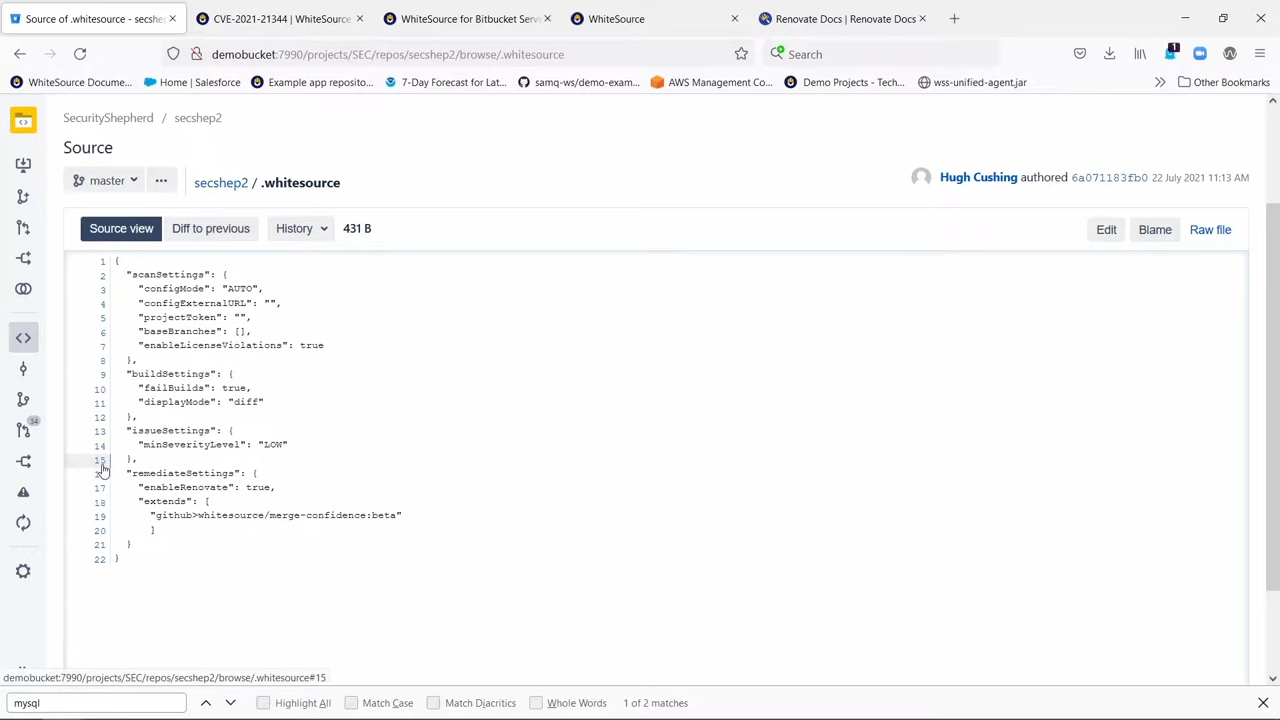 Source of .whitesource - secshe
CVE-2021-21344 | WhiteSource
WhiteSource for Bitbucket Serve
WhiteSource
Renovate Docs | Renovate Docs
demobucket:7990/projects/SEC/repos/secshep2/browse/.whitesource
Search
1
WhiteSource Docume...
Home | Salesforce
Example app reposito...
7-Day Forecast for Lat...
samq-ws/demo-exam...
AWS Management Co...
Demo Projects - Tech...
wss-unified-agent.jar
Other Bookmarks
SecurityShepherd / secshep2
Source
master
secshep2 / .whitesource
Hugh Cushing authored 6a071183fb0 22 July 2021 11:13 AM
Source view
Diff to previous
History
431 B
Edit
Blame
Raw file
1 {
2 "scanSettings": {
3 "configMode": "AUTO",
4 "configExternalURL": "",
5 "projectToken": "",
6 "baseBranches": [],
7 "enableLicenseViolations": true
8 },
9 "buildSettings": {
10 "failBuilds": true,
11 "displayMode": "diff"
12 },
13 "issueSettings": {
14 "minSeverityLevel": "LOW"
15 },
"remediateSettings": {
17 "enableRenovate": true,
18 "extends": [
19 "github>whitesource/merge-confidence:beta"
20 ]
21 }
22 }
34
demobucket:7990/projects/SEC/repos/secshep2/browse/.whitesource#15
mysql
Highlight All
Match Case
Match Diacritics
Whole Words
1 of 2 matches